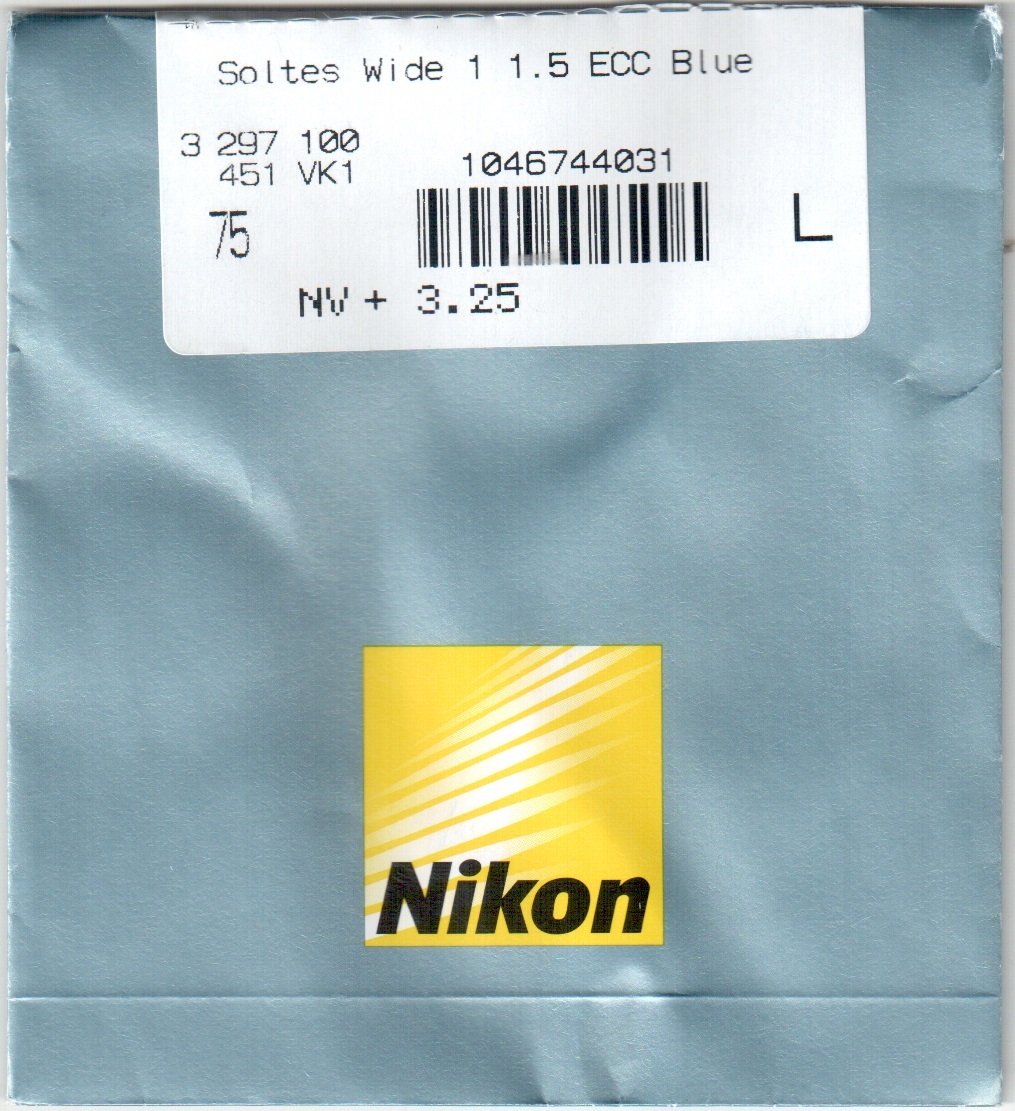 Soltes Wide 1 1.5 ECC Blue
3 297 100
451 VK1
1046744031
75
L
NV + 3.25
Nikon